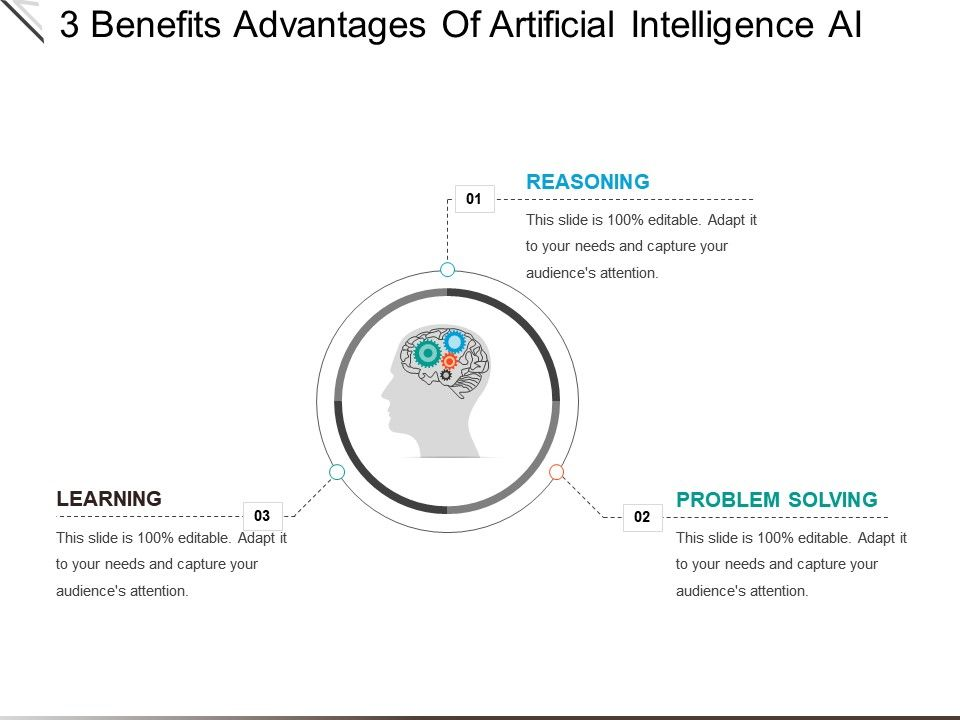 3 Benefits Advantages Of Artificial Intelligence AI
01
REASONING
This slide is 100% editable. Adapt it
to your needs and capture your
audience's attention.
02
PROBLEM SOLVING
This slide is 100% editable. Adapt it
to your needs and capture your
audience's attention.
03
LEARNING
This slide is 100% editable. Adapt it
to your needs and capture your
audience's attention.